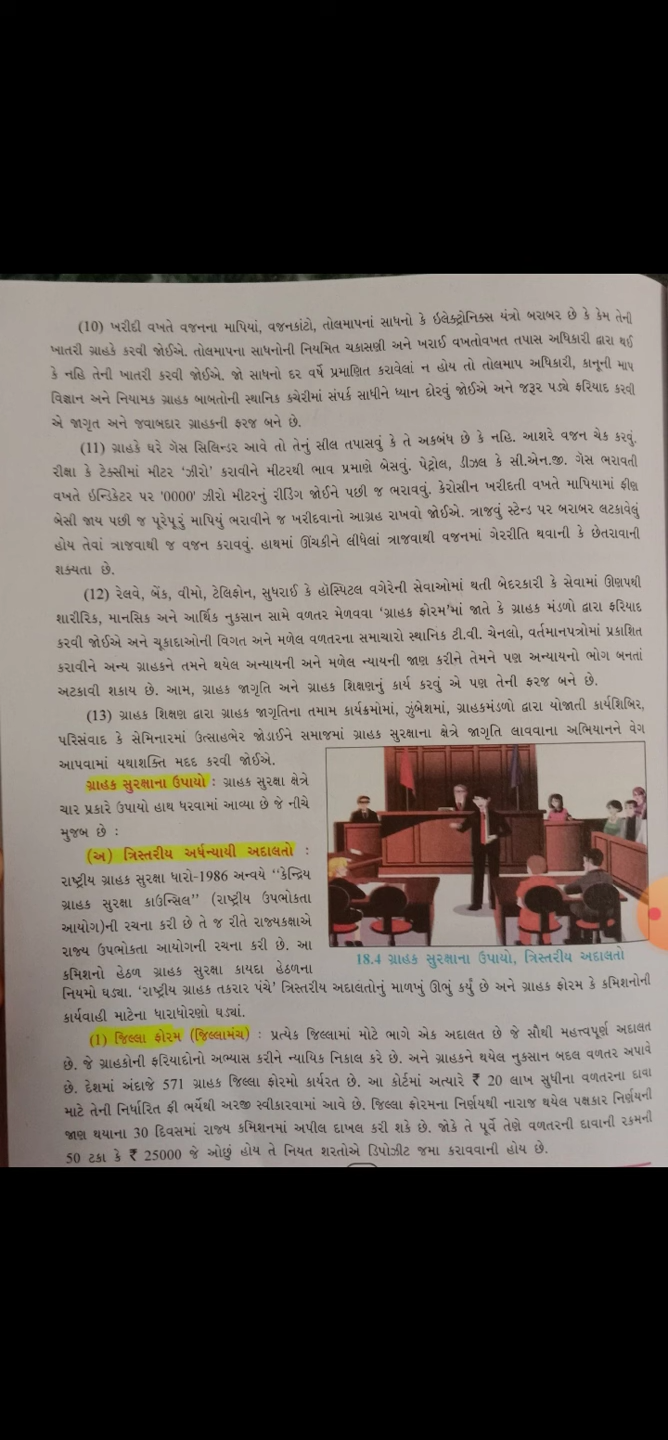 (10) ખરીદી વખતે વજનના માપિયાં, વજનકાંટો, તોલમાપનાં સાધનો કે ઇલેક્ટ્રોનિક્સ યંત્રો બરાબર છે કે કેમ તેની
ખાતરી ગ્રાહકે કરવી જોઈએ. તોલમાપના સાધનોની નિયમિત ચકાસણી અને ખરાઈ વખતોવખત તપાસ અધિકારી દ્વારા થઈ
કે નહિ તેની ખાતરી કરવી જોઈએ. જો સાધનો દર વર્ષે પ્રમાણિત કરાવેલાં ન હોય તો તોલમાપ અધિકારી, કાનૂની માપ
વિજ્ઞાન અને નિયામક ગ્રાહક બાબતોની સ્થાનિક કચેરીમાં સંપર્ક સાધીને ધ્યાન દોરવું જોઈએ અને જરૂર પડ્યે ફરિયાદ કરવી
એ જાગૃત અને જવાબદાર ગ્રાહકની ફરજ બને છે.
(11) ગ્રાહકે ઘરે ગેસ સિલિન્ડર આવે તો તેનું સીલ તપાસવું કે તે અકબંધ છે કે નહિ. આશરે વજન ચેક કરવું.
રીક્ષા કે ટેક્સીમાં મીટર 'ઝીરો' કરાવીને મીટરથી ભાવ પ્રમાણે બેસવું. પેટ્રોલ, ડીઝલ કે સી.એન.જી. ગેસ ભરાવતી
વખતે ઇન્ડિકેટર પર '0000' ઝીરો મીટરનું રીડિંગ જોઈને પછી જ ભરાવવું. કેરોસીન ખરીદતી વખતે માપિયામાં ફીણ
બેસી જાય પછી જ પૂરેપૂરું માપિયું ભરાવીને જ ખરીદવાનો આગ્રહ રાખવો જોઈએ. ત્રાજવું સ્ટેન્ડ પર બરાબર લટકાવેલું
હોય તેવાં ત્રાજવાથી જ વજન કરાવવું. હાથમાં ઊંચકીને લીધેલાં ત્રાજવાથી વજનમાં ગેરરીતિ થવાની કે છેતરાવાની
શક્યતા છે.
(12) રેલવે, બેંક, વીમો, ટેલિફોન, સુધરાઈ કે હૉસ્પિટલ વગેરેની સેવાઓમાં થતી બેદરકારી કે સેવામાં ઊણપથી
શારીરિક, માનસિક અને આર્થિક નુકસાન સામે વળતર મેળવવા 'ગ્રાહક ફોરમ'માં જાતે કે ગ્રાહક મંડળો દ્વારા ફરિયાદ
કરવી જોઈએ અને ચૂકાદાઓની વિગત અને મળેલ વળતરના સમાચારો સ્થાનિક ટી.વી. ચેનલો, વર્તમાનપત્રોમાં પ્રકાશિત
કરાવીને અન્ય ગ્રાહકને તમને થયેલ અન્યાયની અને મળેલ ન્યાયની જાણ કરીને તેમને પણ અન્યાયનો ભોગ બનતાં
અટકાવી શકાય છે. આમ, ગ્રાહક જાગૃતિ અને ગ્રાહક શિક્ષણનું કાર્ય કરવું એ પણ તેની ફરજ બને છે.
(13) ગ્રાહક શિક્ષણ દ્વારા ગ્રાહક જાગૃતિના તમામ કાર્યક્રમોમાં, ઝુંબેશમાં, ગ્રાહકમંડળો દ્વારા યોજાતી કાર્યશિબિર,
પરિસંવાદ કે સેમિનારમાં ઉત્સાહભેર જોડાઈને સમાજમાં ગ્રાહક સુરક્ષાના ક્ષેત્રે જાગૃતિ લાવવાના અભિયાનને વેગ
આપવામાં યથાશક્તિ મદદ કરવી જોઈએ.
ગ્રાહક સુરક્ષાના ઉપાયો : ગ્રાહક સુરક્ષા ક્ષેત્રે
ચાર પ્રકારે ઉપાયો હાથ ધરવામાં આવ્યા છે જે નીચે
મુજબ છે :
(અ) ત્રિસ્તરીય અર્ધન્યાયી અદાલતો :
રાષ્ટ્રીય ગ્રાહક સુરક્ષા ધારો-1986 અન્વયે "કેન્દ્રિય
ગ્રાહક સુરક્ષા કાઉન્સિલ" (રાષ્ટ્રીય ઉપભોકતા
આયોગ)ની રચના કરી છે તે જ રીતે રાજ્યકક્ષાએ
રાજ્ય ઉપભોકતા આયોગની રચના કરી છે. આ
કમિશનો હેઠળ ગ્રાહક સુરક્ષા કાયદા હેઠળના
18.4 ગ્રાહક સુરક્ષાના ઉપાયો, ત્રિસ્તરીય અદાલતો
નિયમો ઘડ્યા. 'રાષ્ટ્રીય ગ્રાહક તકરાર પંચે' ત્રિસ્તરીય અદાલતોનું માળખું ઊભું કર્યું છે અને ગ્રાહક ફોરમ કે કમિશનોની
કાર્યવાહી માટેના ધારાધોરણો ઘડ્યાં.
(1) જિલ્લા ફોરમ (જિલ્લામંચ) : પ્રત્યેક જિલ્લામાં મોટે ભાગે એક અદાલત છે જે સૌથી મહત્ત્વપૂર્ણ અદાલત
છે. જે ગ્રાહકોની ફરિયાદોનો અભ્યાસ કરીને ન્યાયિક નિકાલ કરે છે. અને ગ્રાહકને થયેલ નુકસાન બદલ વળતર અપાવે
છે. દેશમાં અંદાજે 571 ગ્રાહક જિલ્લા ફોરમો કાર્યરત છે. આ કોર્ટમાં અત્યારે ₹ 20 લાખ સુધીના વળતરના દાવા
માટે તેની નિર્ધારિત ફી ભર્યેથી અરજી સ્વીકારવામાં આવે છે. જિલ્લા ફોરમના નિર્ણયથી નારાજ થયેલ પક્ષકાર નિર્ણયની
જાણ થયાના 30 દિવસમાં રાજ્ય કમિશનમાં અપીલ દાખલ કરી શકે છે. જોકે તે પૂર્વે તેણે વળતરની દાવાની રકમની
50 ટકા કે ₹ 25000 જે ઓછું હોય તે નિયત શરતોએ ડિપોઝીટ જમા કરાવવાની હોય છે.